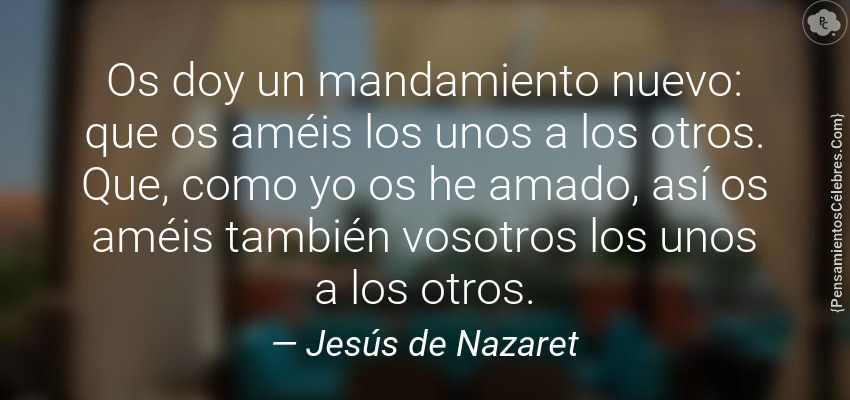 Os doy un mandamiento nuevo:
que os améis los unos a los otros.
Que, como yo os he amado, así os
améis también vosotros los unos
a los otros.
— Jesús de Nazaret
{PensamientosCélebres.Com}
PC